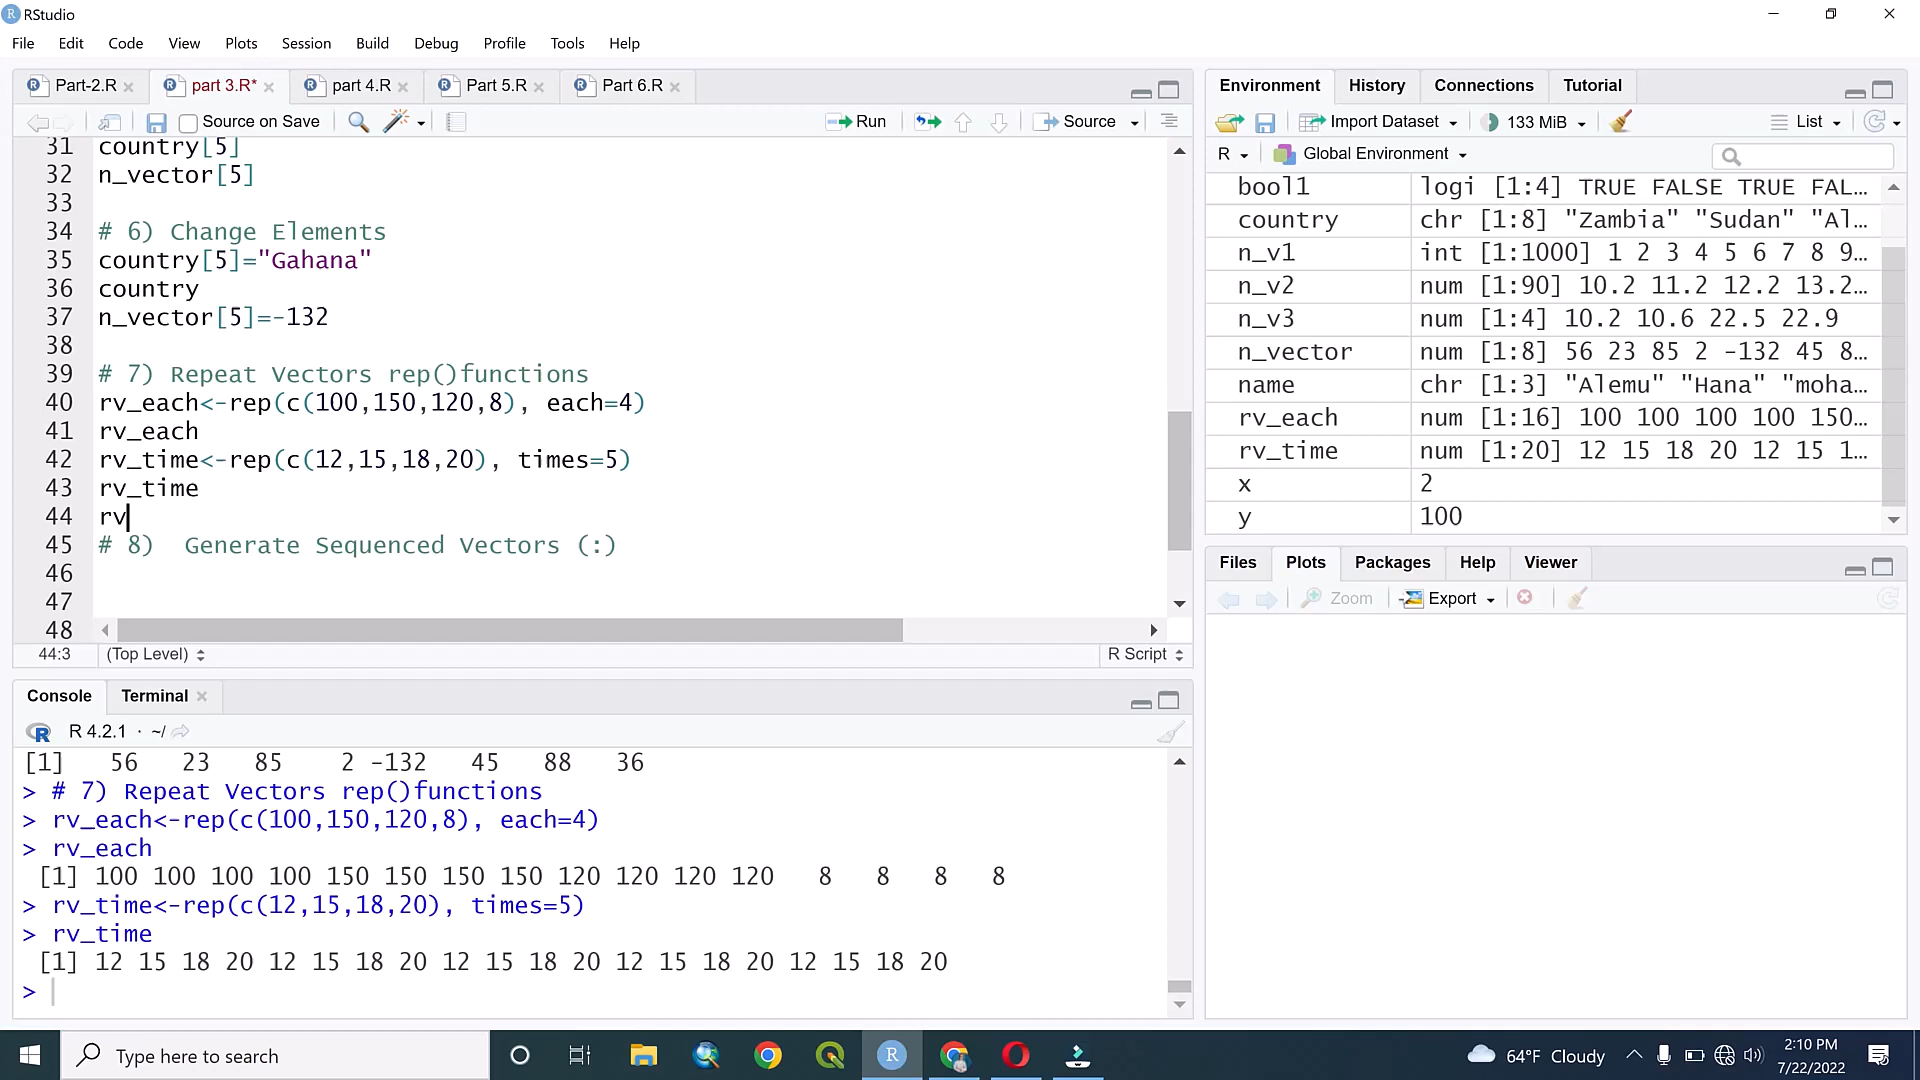 RStudio
File Edit Code View Plots Session Build Debug Profile Tools Help
Part-2.R part 3.R* part 4.R Part 5.R Part 6.R
Source on Save Run Source
31 country[5]
32 n_vector[5]
33
34 # 6) Change Elements
35 country[5]="Gahana"
36 country
37 n_vector[5]=-132
38
39 # 7) Repeat Vectors rep()functions
40 rv_each<-rep(c(100,150,120,8), each=4)
41 rv_each
42 rv_time<-rep(c(12,15,18,20), times=5)
43 rv_time
44 rv
45 # 8)  Generate Sequenced Vectors (:)
46
47
48
44:3 (Top Level) R Script
Console Terminal
R 4.2.1 · ~/
[1]   56   23   85    2 -132   45   88   36
> # 7) Repeat Vectors rep()functions
> rv_each<-rep(c(100,150,120,8), each=4)
> rv_each
[1] 100 100 100 100 150 150 150 150 120 120 120 120   8   8   8   8
> rv_time<-rep(c(12,15,18,20), times=5)
> rv_time
[1] 12 15 18 20 12 15 18 20 12 15 18 20 12 15 18 20 12 15 18 20
>
Environment History Connections Tutorial
Import Dataset 133 MiB List
R Global Environment
bool1 logi [1:4] TRUE FALSE TRUE FAL…
country chr [1:8] "Zambia" "Sudan" "Al…
n_v1 int [1:1000] 1 2 3 4 5 6 7 8 9…
n_v2 num [1:90] 10.2 11.2 12.2 13.2…
n_v3 num [1:4] 10.2 10.6 22.5 22.9
n_vector num [1:8] 56 23 85 2 -132 45 8…
name chr [1:3] "Alemu" "Hana" "moha…
rv_each num [1:16] 100 100 100 100 150…
rv_time num [1:20] 12 15 18 20 12 15 1…
x 2
y 100
Files Plots Packages Help Viewer
Zoom Export
Type here to search
64°F Cloudy
2:10 PM
7/22/2022